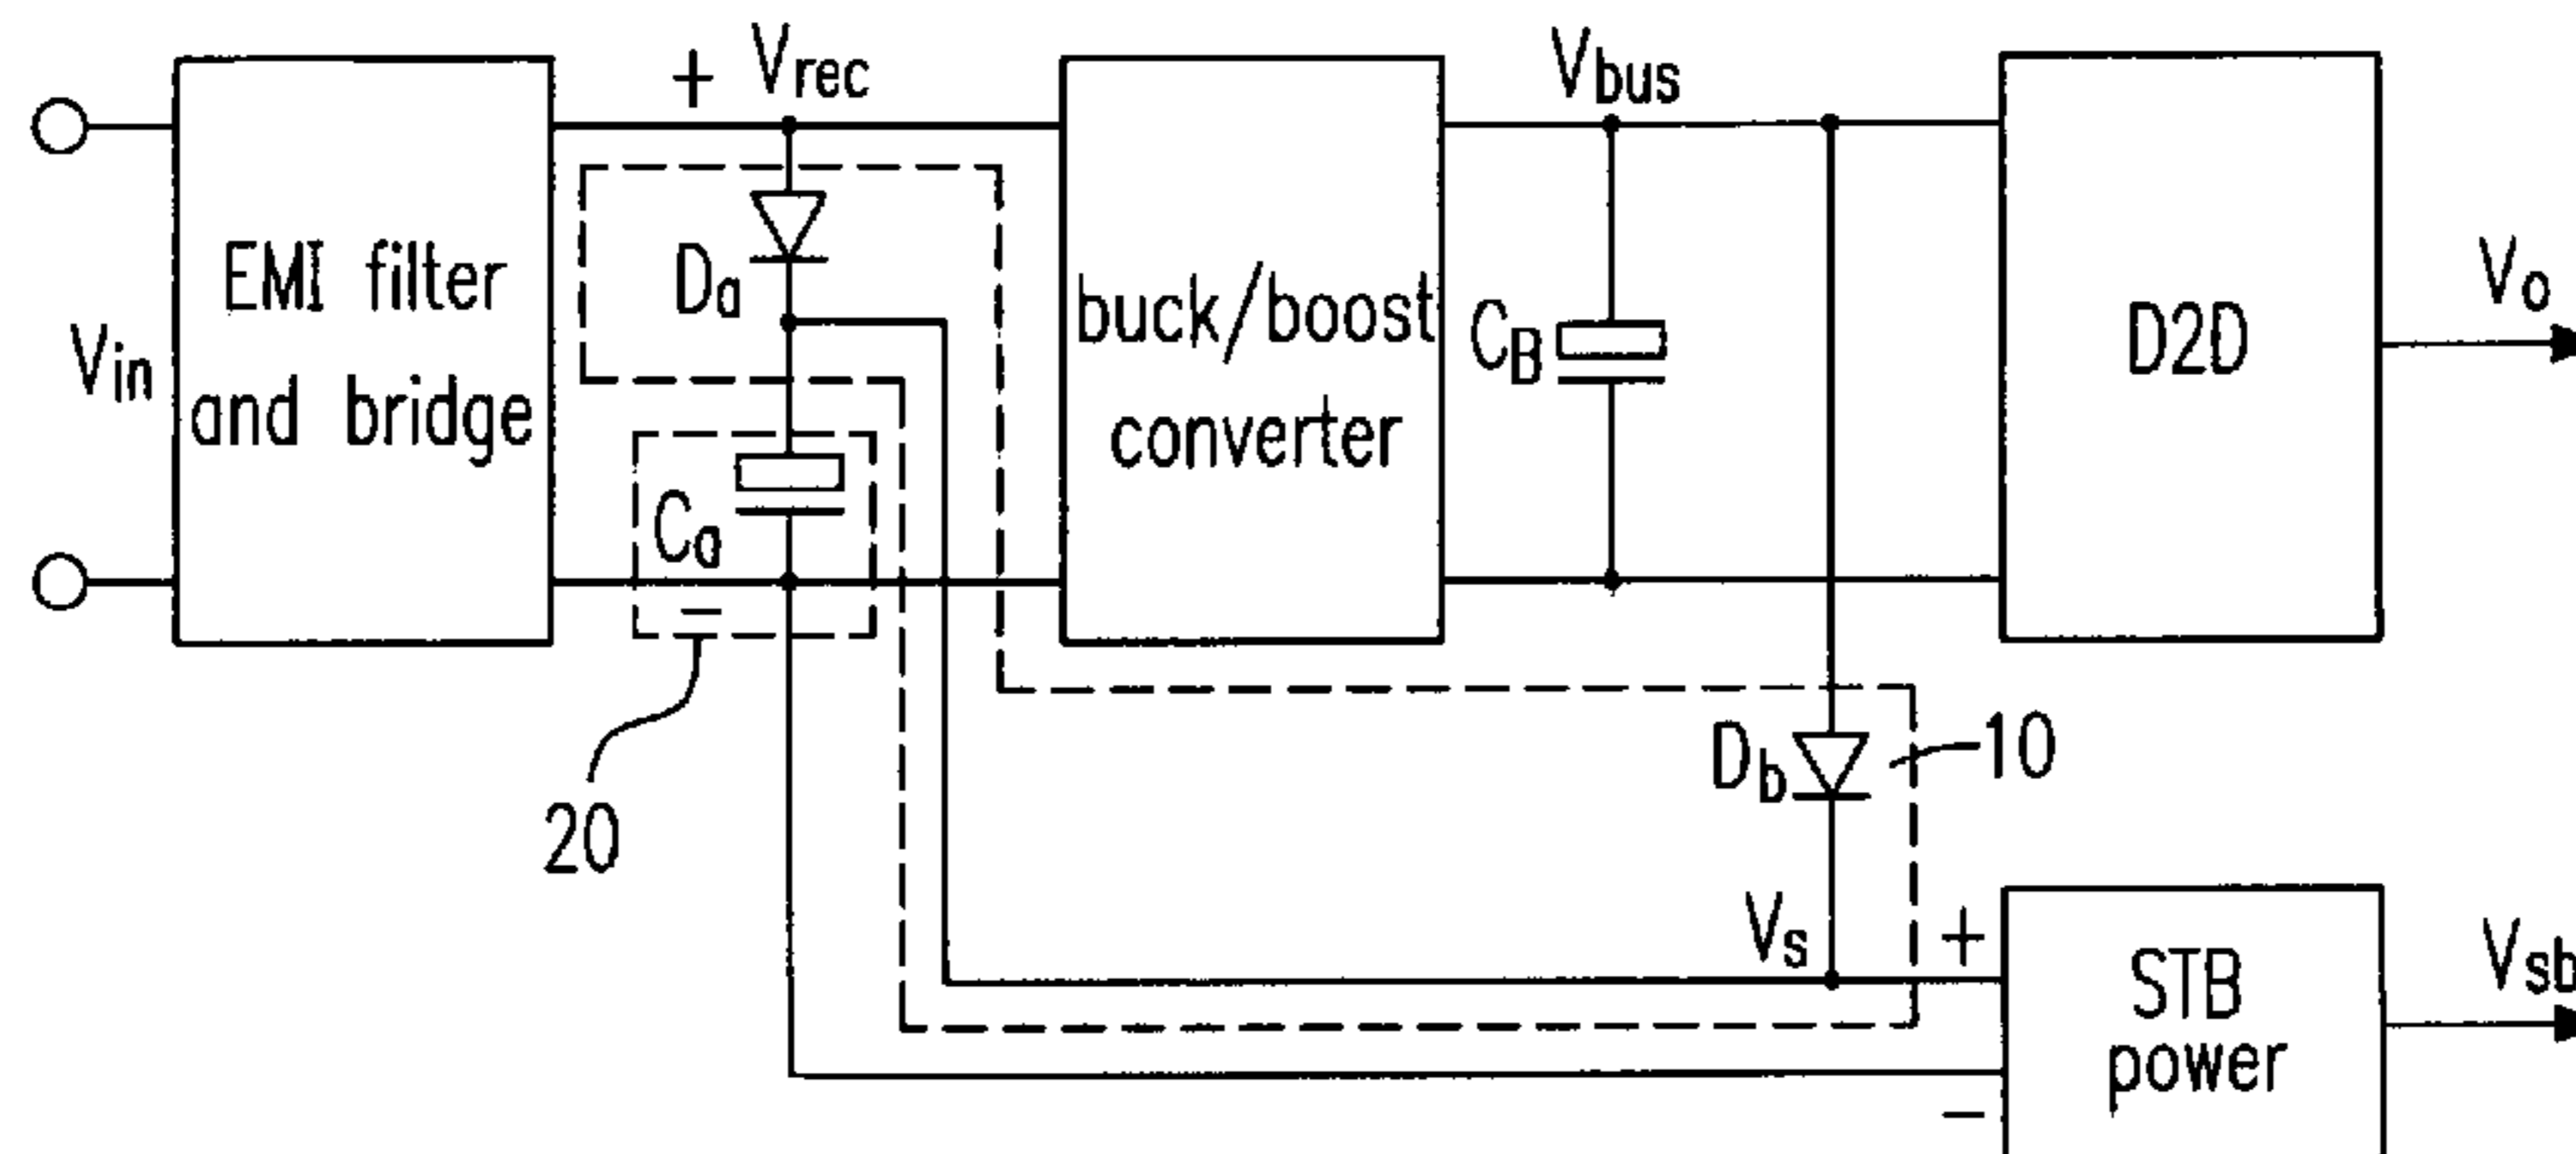 + Vrec
Vbus
Vin
EMI filter
and bridge
Da
Ca
−
20
buck/boost
converter
CB
D2D
Vo
Db
10
Vs
+
−
STB
power
Vsb